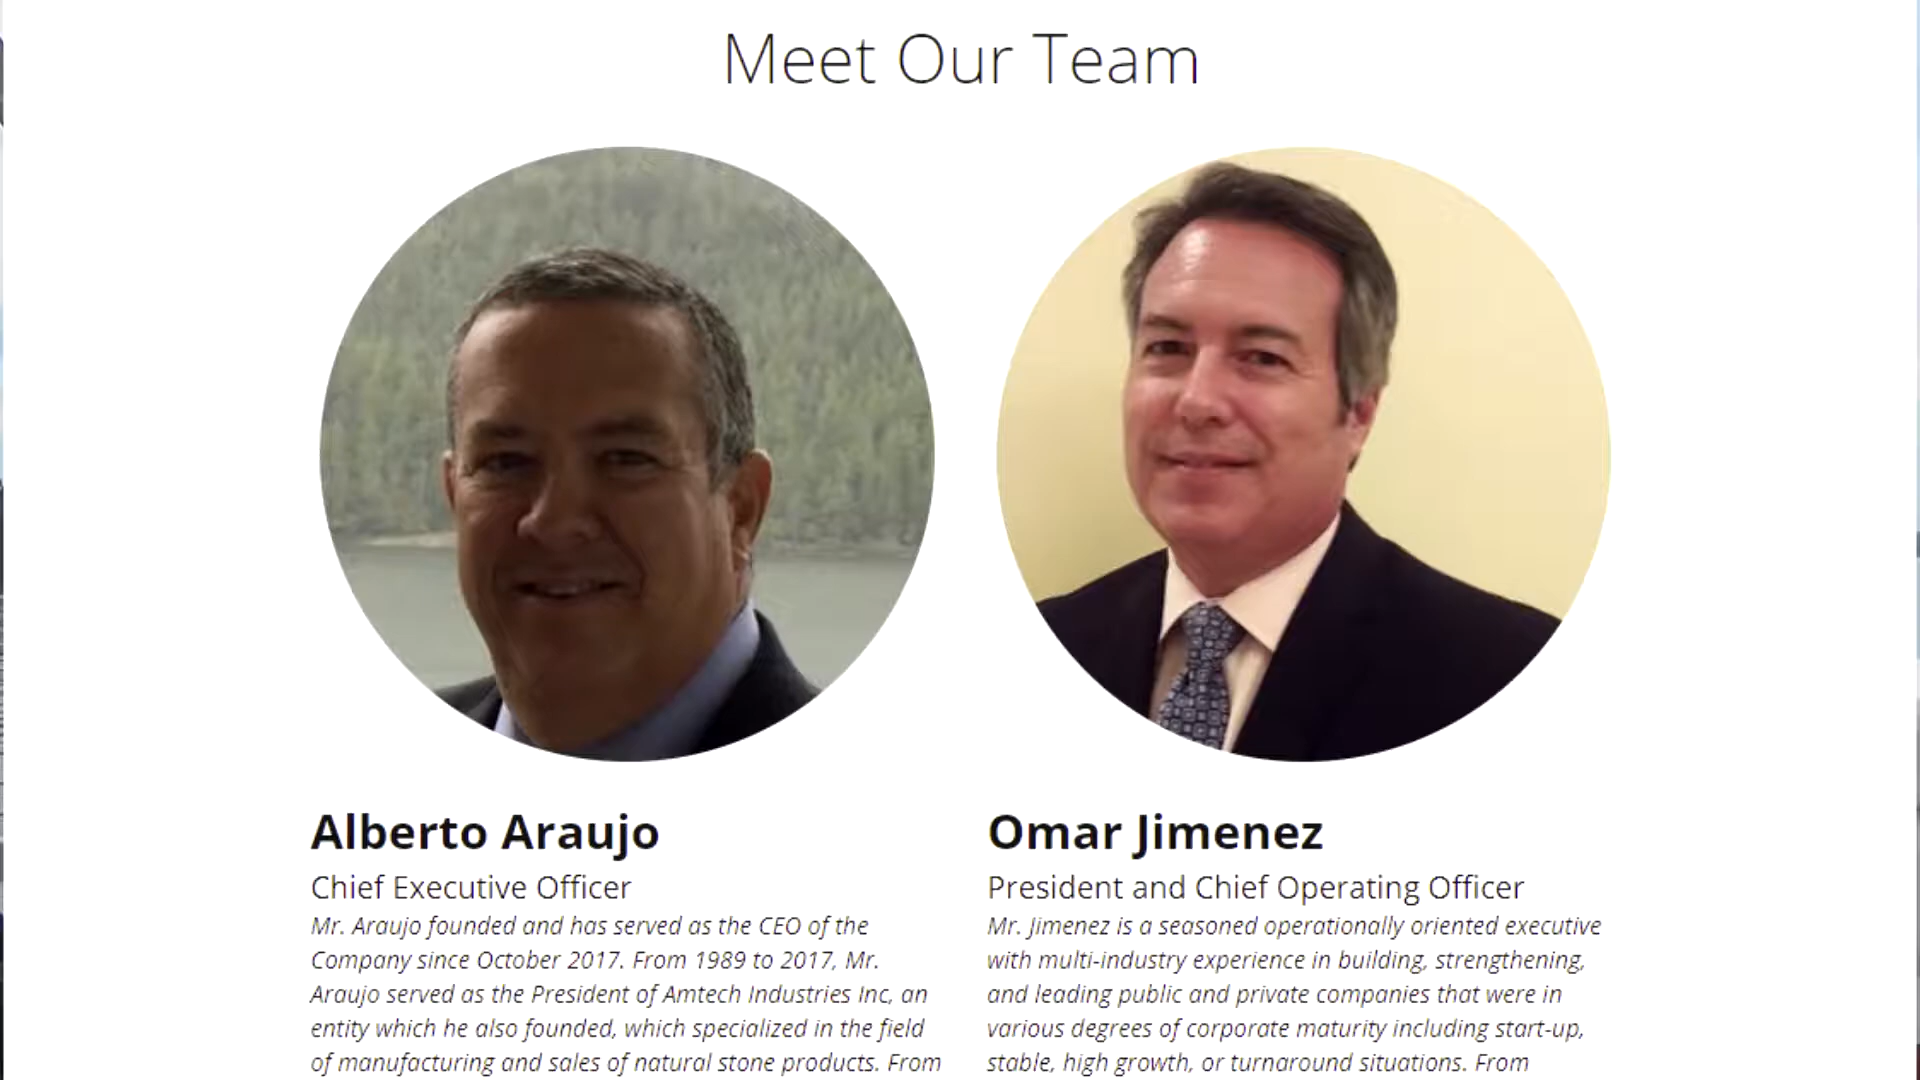 Meet Our Team
Alberto Araujo
Chief Executive Officer
Mr. Araujo founded and has served as the CEO of the
Company since October 2017. From 1989 to 2017, Mr.
Araujo served as the President of Amtech Industries Inc, an
entity which he also founded, which specialized in the field
of manufacturing and sales of natural stone products. From
Omar Jimenez
President and Chief Operating Officer
Mr. Jimenez is a seasoned operationally oriented executive
with multi-industry experience in building, strengthening,
and leading public and private companies that were in
various degrees of corporate maturity including start-up,
stable, high growth, or turnaround situations. From